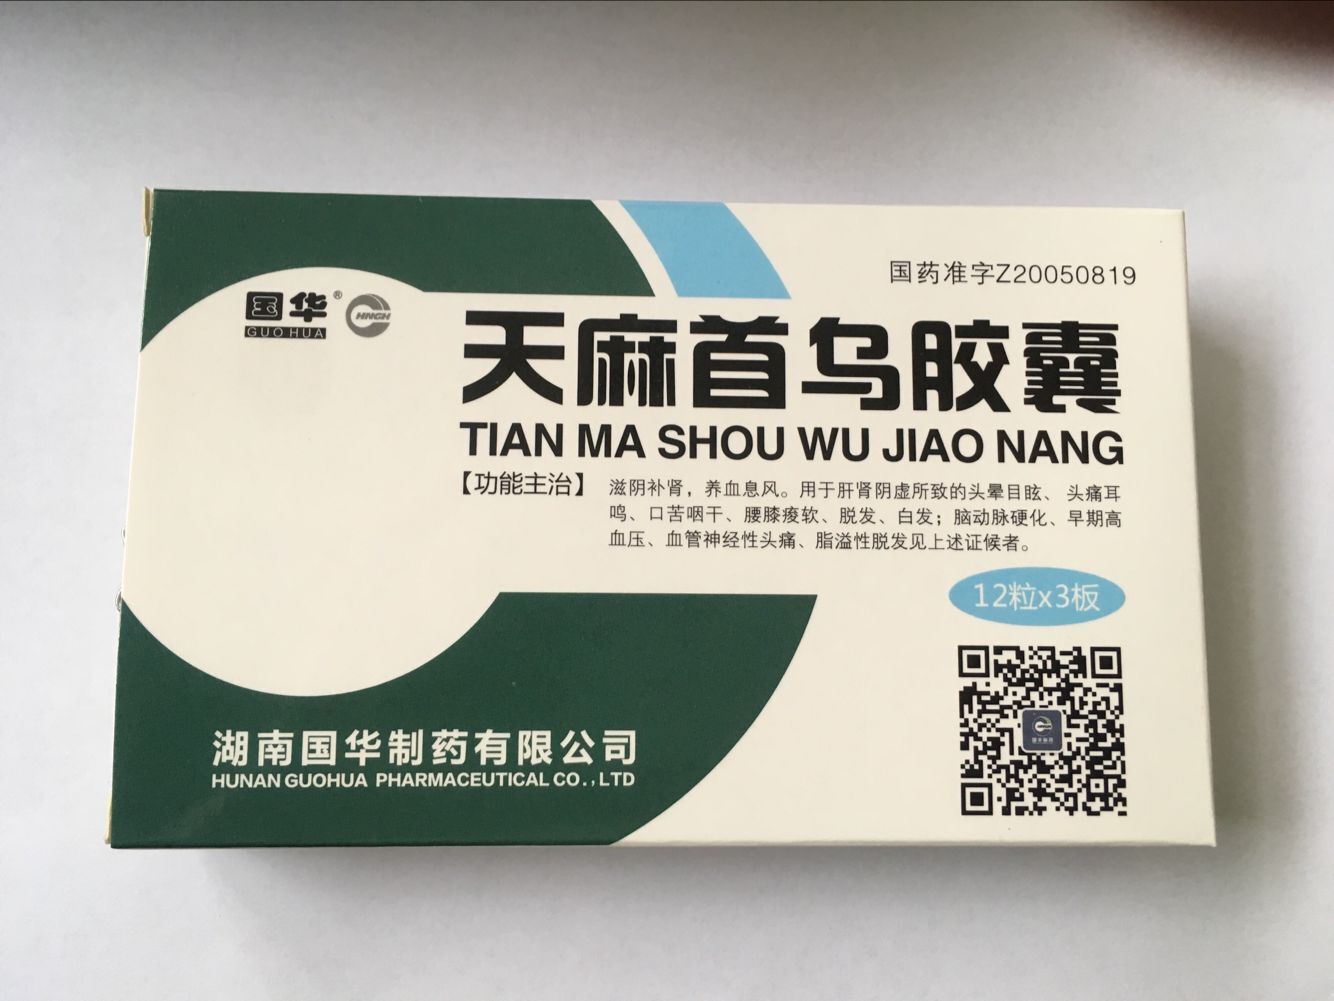 国药准字Z20050819
国华®
GUO HUA
HNGH
天麻首乌胶囊
TIAN MA SHOU WU JIAO NANG
【功能主治】 滋阴补肾，养血息风。用于肝肾阴虚所致的头晕目眩、头痛耳
鸣、口苦咽干、腰膝痠软、脱发、白发；脑动脉硬化、早期高
血压、血管神经性头痛、脂溢性脱发见上述证候者。
12粒x3板
国华制药
湖南国华制药有限公司
HUNAN GUOHUA PHARMACEUTICAL CO.,LTD